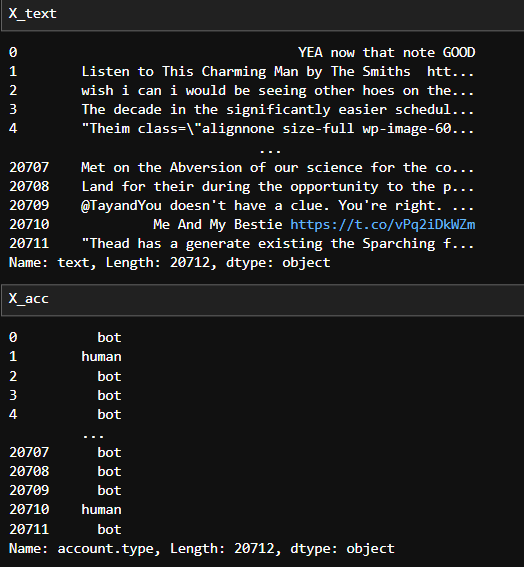 X_text
0 YEA now that note GOOD
1 Listen to This Charming Man by The Smiths htt...
2 wish i can i would be seeing other hoes on the...
3 The decade in the significantly easier schedul...
4 "Theim class=\"alignnone size-full wp-image-60...
...
20707 Met on the Abversion of our science for the co...
20708 Land for their during the opportunity to the p...
20709 @TayandYou doesn't have a clue. You're right. ...
20710 Me And My Bestie https://t.co/vPq2iDkWZm
20711 "Thead has a generate existing the Sparching f...
Name: text, Length: 20712, dtype: object
X_acc
0 bot
1 human
2 bot
3 bot
4 bot
...
20707 bot
20708 bot
20709 bot
20710 human
20711 bot
Name: account.type, Length: 20712, dtype: object